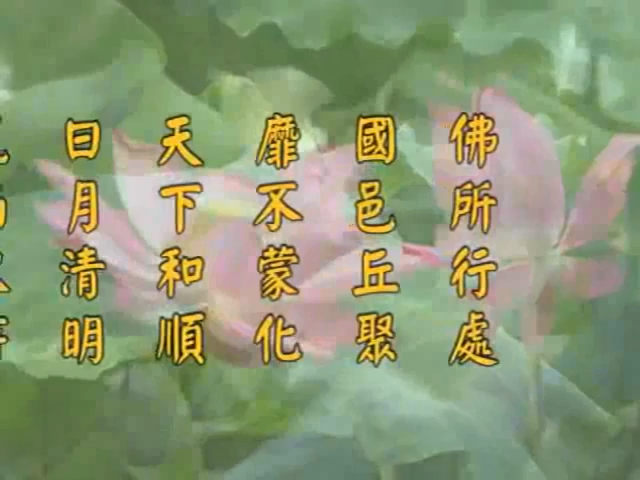 佛所行處
國邑丘聚
靡不蒙化
天下和順
日月清明